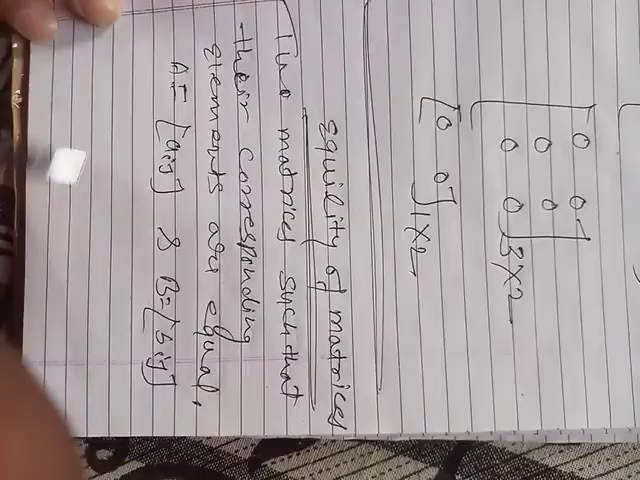 [0 0
0 0
0 0]3×2
[0 0]1×2
equility of matrices
Two matrices such that
their corresponding
elements are equal.
A = [aij] & B = [bij]